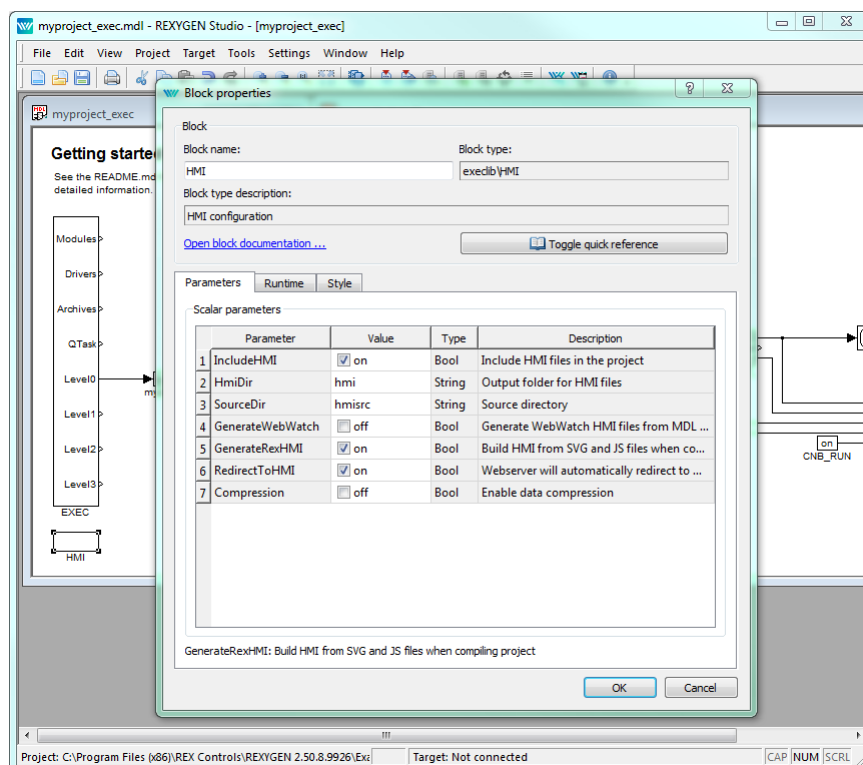 myproject_exec.mdl - REXYGEN Studio - [myproject_exec]
File Edit View Project Target Tools Settings Window Help
Block properties
myproject_exec
Getting starte
See the README.md
detailed information.
Modules
Drivers
Archives
QTask
Level0
Level1
Level2
Level3
EXEC
HMI
my
Block
Block name:
Block type:
HMI
execlib\HMI
Block type description:
HMI configuration
Open block documentation ...
Toggle quick reference
Parameters Runtime Style
Scalar parameters
Parameter Value Type Description
1 IncludeHMI on Bool Include HMI files in the project
2 HmiDir hmi String Output folder for HMI files
3 SourceDir hmisrc String Source directory
4 GenerateWebWatch off Bool Generate WebWatch HMI files from MDL ...
5 GenerateRexHMI on Bool Build HMI from SVG and JS files when co...
6 RedirectToHMI on Bool Webserver will automatically redirect to ...
7 Compression off Bool Enable data compression
GenerateRexHMI: Build HMI from SVG and JS files when compiling project
OK Cancel
on
CNB_RUN
Project: C:\Program Files (x86)\REX Controls\REXYGEN 2.50.8.9926\Exa
Target: Not connected
CAP NUM SCRL